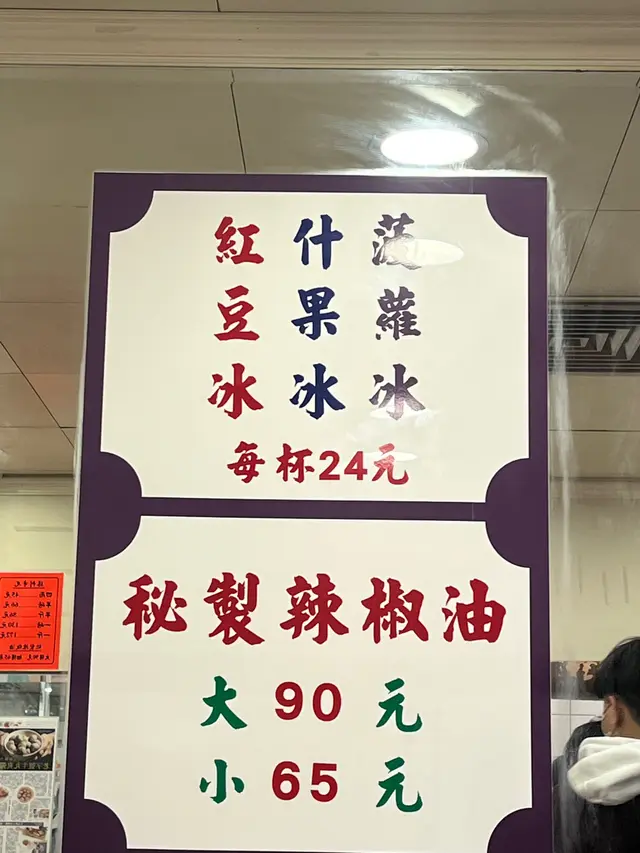 紅豆冰
什果冰
菠蘿冰
每杯24元
秘製辣椒油
大 90 元
小 65 元